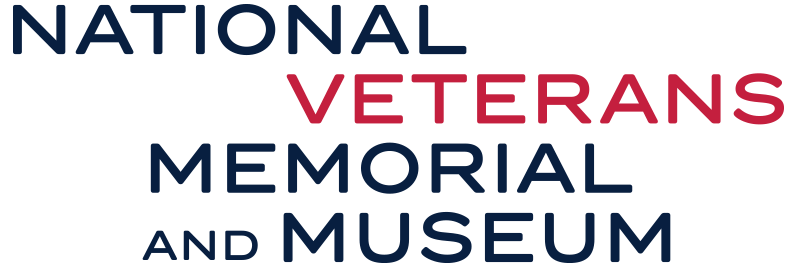 NATIONAL
VETERANS
MEMORIAL
AND MUSEUM